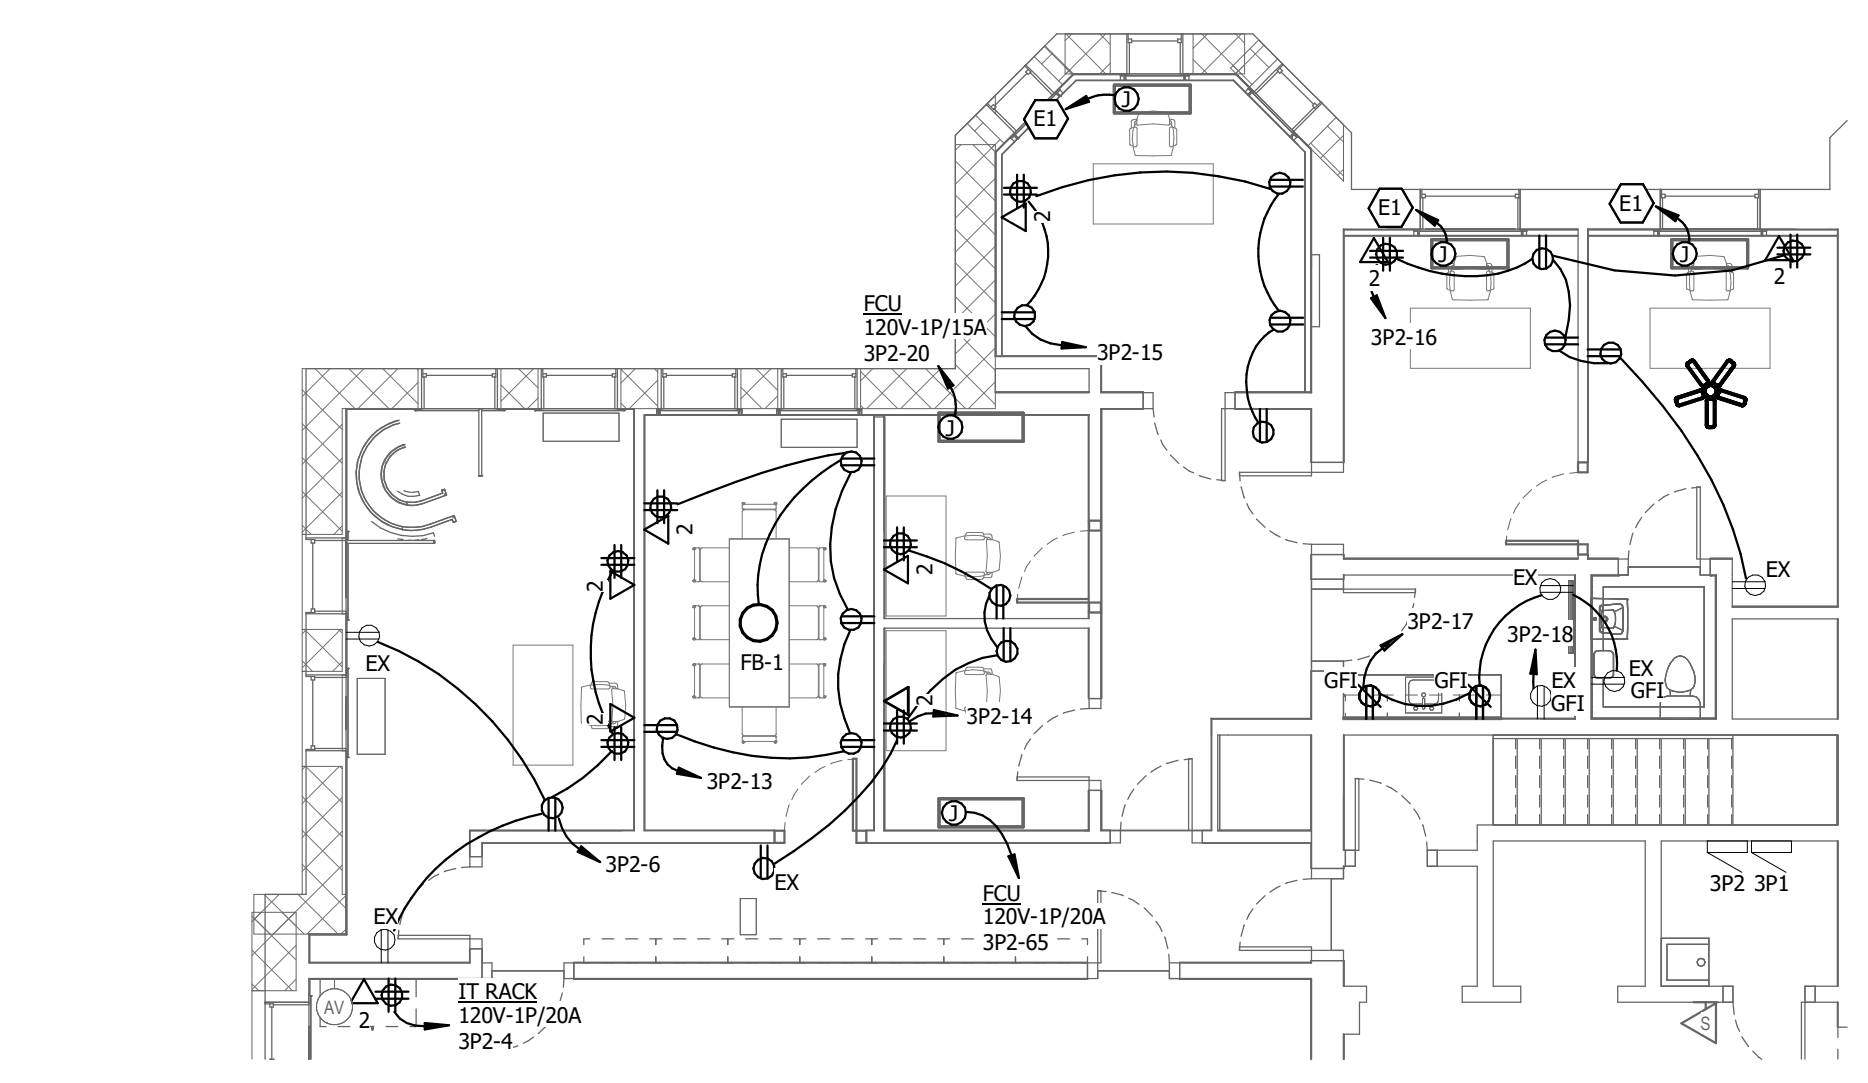 J
E1
2
3P2-15
E1
J
2
3P2-16
E1
J
2
FCU
120V-1P/15A
3P2-20
J
2
2
2
FB-1
2
2
3P2-14
3P2-13
EX
2
3P2-6
EX
EX
J
FCU
120V-1P/20A
3P2-65
EX
EX
3P2-17
3P2-18
GFI
GFI
EX
GFI
EX
GFI
3P2
3P1
AV
2
IT RACK
120V-1P/20A
3P2-4
S